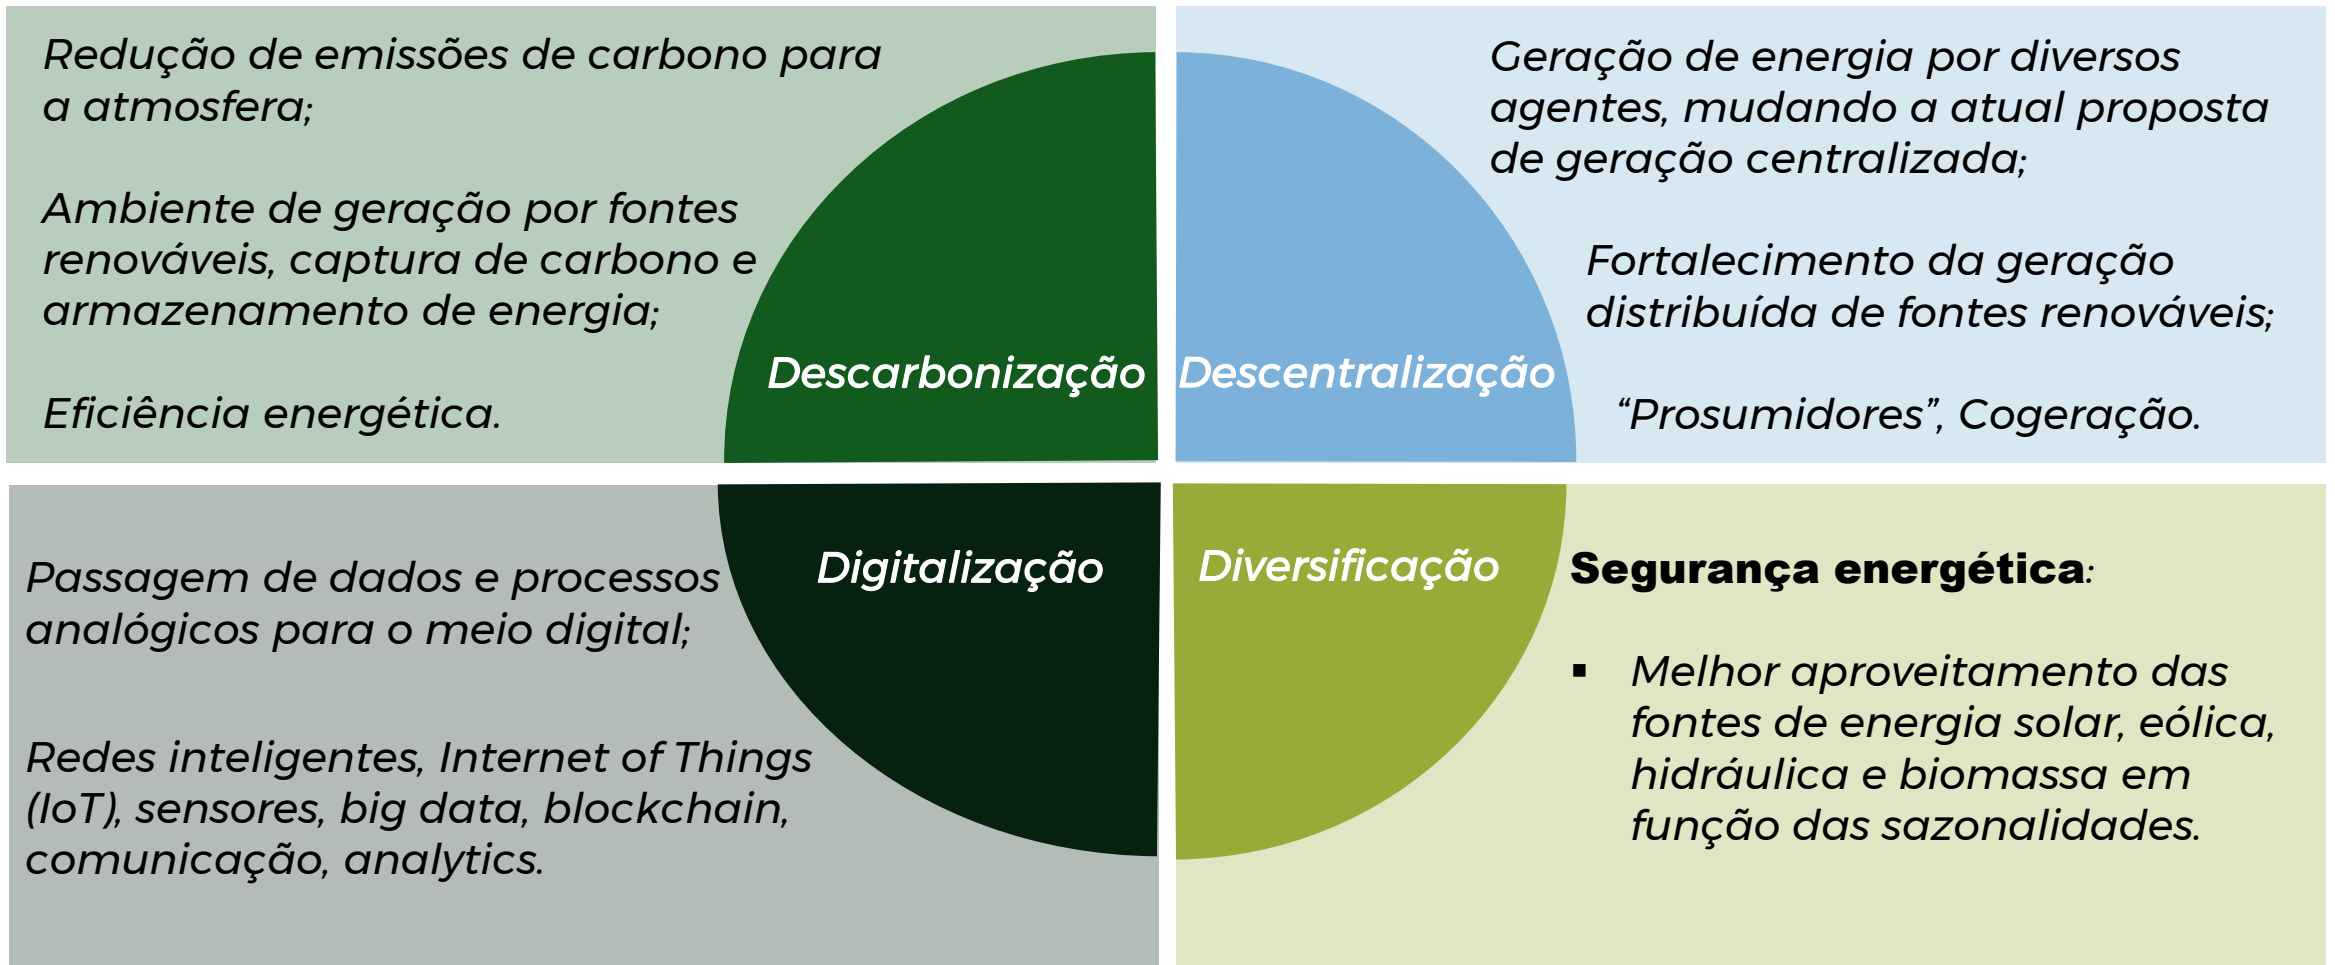 Redução de emissões de carbono para
a atmosfera;
Ambiente de geração por fontes
renováveis, captura de carbono e
armazenamento de energia;
Eficiência energética.
Descarbonização
Geração de energia por diversos
agentes, mudando a atual proposta
de geração centralizada;
Fortalecimento da geração
distribuída de fontes renováveis;
“Prosumidores”, Cogeração.
Descentralização
Passagem de dados e processos
analógicos para o meio digital;
Redes inteligentes, Internet of Things
(IoT), sensores, big data, blockchain,
comunicação, analytics.
Digitalização
Diversificação
Segurança energética:
▪ Melhor aproveitamento das
fontes de energia solar, eólica,
hidráulica e biomassa em
função das sazonalidades.